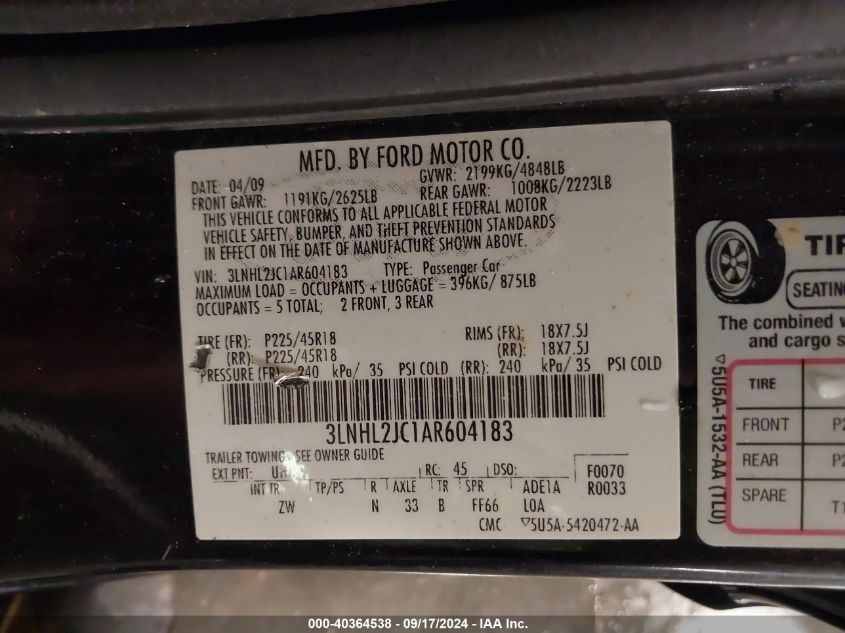 MFD. BY FORD MOTOR CO.
DATE: 04/09 GVWR: 2199KG/4848LB
FRONT GAWR: 1191KG/2625LB REAR GAWR: 1008KG/2223LB
THIS VEHICLE CONFORMS TO ALL APPLICABLE FEDERAL MOTOR
VEHICLE SAFETY, BUMPER, AND THEFT PREVENTION STANDARDS
IN EFFECT ON THE DATE OF MANUFACTURE SHOWN ABOVE.
VIN: 3LNHL2JC1AR604183 TYPE: Passenger Car
MAXIMUM LOAD = OCCUPANTS + LUGGAGE = 396KG/ 875LB
OCCUPANTS = 5 TOTAL; 2 FRONT, 3 REAR
TIRE (FR): P225/45R18 RIMS (FR): 18X7.5J
(RR): P225/45R18 (RR): 18X7.5J
PRESSURE (FR) 240 kPa/ 35 PSI COLD (RR): 240 kPa/ 35 PSI COLD
3LNHL2JC1AR604183
TRAILER TOWING - SEE OWNER GUIDE
EXT PNT: RC: 45 DSO: F0070
INT TR TP/PS R AXLE TR SPR ADE1A R0033
ZW N 33 B FF66 LOA
CMC ▽5U5A-5420472-AA
TIR
SEATING
The combined w
and cargo s
TIRE
FRONT P2
REAR P2
SPARE T1
▽5U5A-1532-AA (TLU)
000-40364538 - 09/17/2024 - IAA Inc.